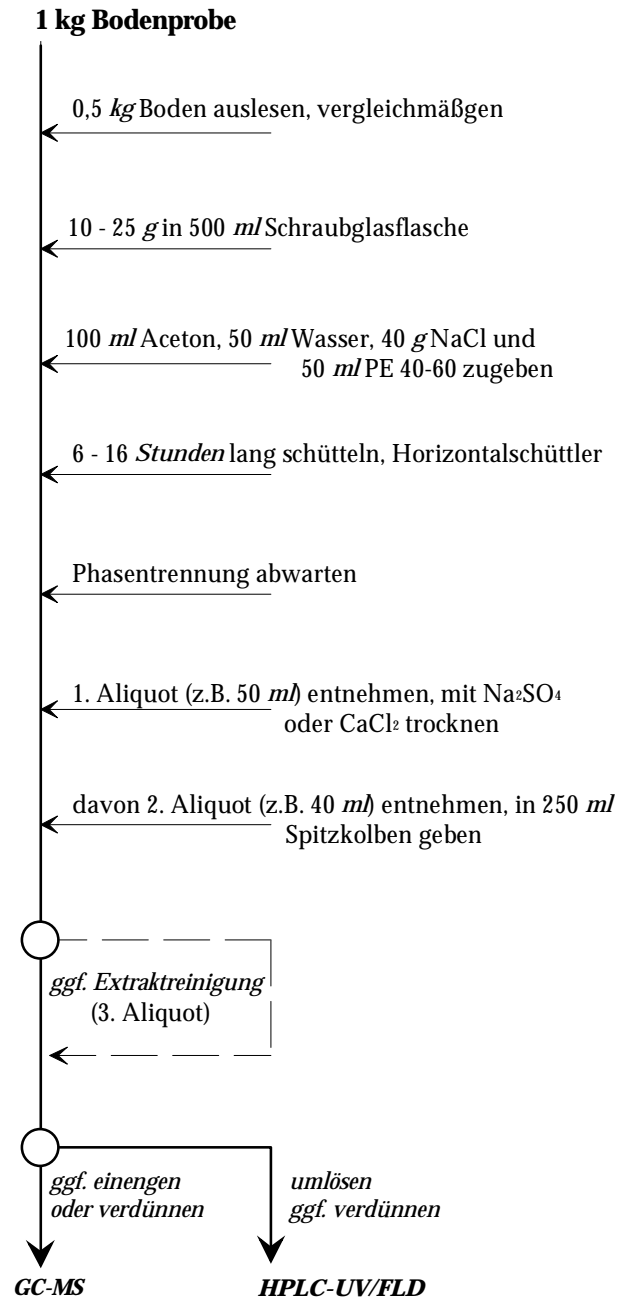 1 kg Bodenprobe
0,5 kg Boden auslesen, vergleichmäßgen
10 - 25 g in 500 ml Schraubglasflasche
100 ml Aceton, 50 ml Wasser, 40 g NaCl und
50 ml PE 40-60 zugeben
6 - 16 Stunden lang schütteln, Horizontalschüttler
Phasentrennung abwarten
1. Aliquot (z.B. 50 ml) entnehmen, mit Na₂SO₄
oder CaCl₂ trocknen
davon 2. Aliquot (z.B. 40 ml) entnehmen, in 250 ml
Spitzkolben geben
ggf. Extraktreinigung
(3. Aliquot)
ggf. einengen
oder verdünnen
umlösen
ggf. verdünnen
GC-MS
HPLC-UV/FLD